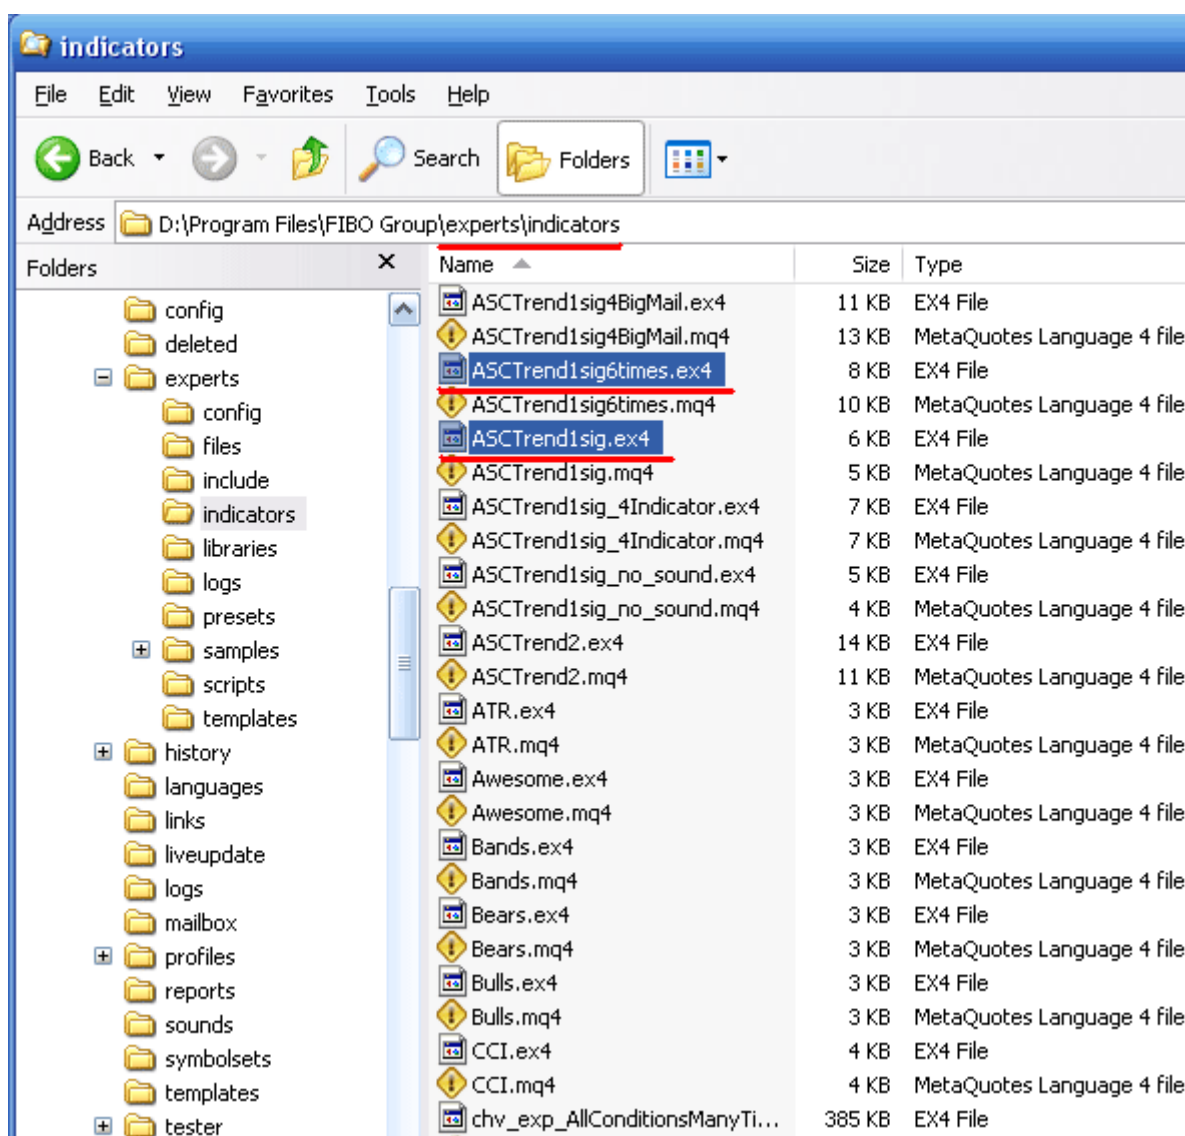 indicators
File Edit View Favorites Tools Help
Back Search Folders
Address D:\Program Files\FIBO Group\experts\indicators
Folders
config
deleted
experts
config
files
include
indicators
libraries
logs
presets
samples
scripts
templates
history
languages
links
liveupdate
logs
mailbox
profiles
reports
sounds
symbolsets
templates
tester
Name Size Type
ASCTrend1sig4BigMail.ex4 11 KB EX4 File
ASCTrend1sig4BigMail.mq4 13 KB MetaQuotes Language 4 file
ASCTrend1sig6times.ex4 8 KB EX4 File
ASCTrend1sig6times.mq4 10 KB MetaQuotes Language 4 file
ASCTrend1sig.ex4 6 KB EX4 File
ASCTrend1sig.mq4 5 KB MetaQuotes Language 4 file
ASCTrend1sig_4Indicator.ex4 7 KB EX4 File
ASCTrend1sig_4Indicator.mq4 7 KB MetaQuotes Language 4 file
ASCTrend1sig_no_sound.ex4 5 KB EX4 File
ASCTrend1sig_no_sound.mq4 4 KB MetaQuotes Language 4 file
ASCTrend2.ex4 14 KB EX4 File
ASCTrend2.mq4 11 KB MetaQuotes Language 4 file
ATR.ex4 3 KB EX4 File
ATR.mq4 3 KB MetaQuotes Language 4 file
Awesome.ex4 3 KB EX4 File
Awesome.mq4 3 KB MetaQuotes Language 4 file
Bands.ex4 3 KB EX4 File
Bands.mq4 3 KB MetaQuotes Language 4 file
Bears.ex4 3 KB EX4 File
Bears.mq4 3 KB MetaQuotes Language 4 file
Bulls.ex4 3 KB EX4 File
Bulls.mq4 3 KB MetaQuotes Language 4 file
CCI.ex4 4 KB EX4 File
CCI.mq4 4 KB MetaQuotes Language 4 file
chv_exp_AllConditionsManyTi... 385 KB EX4 File